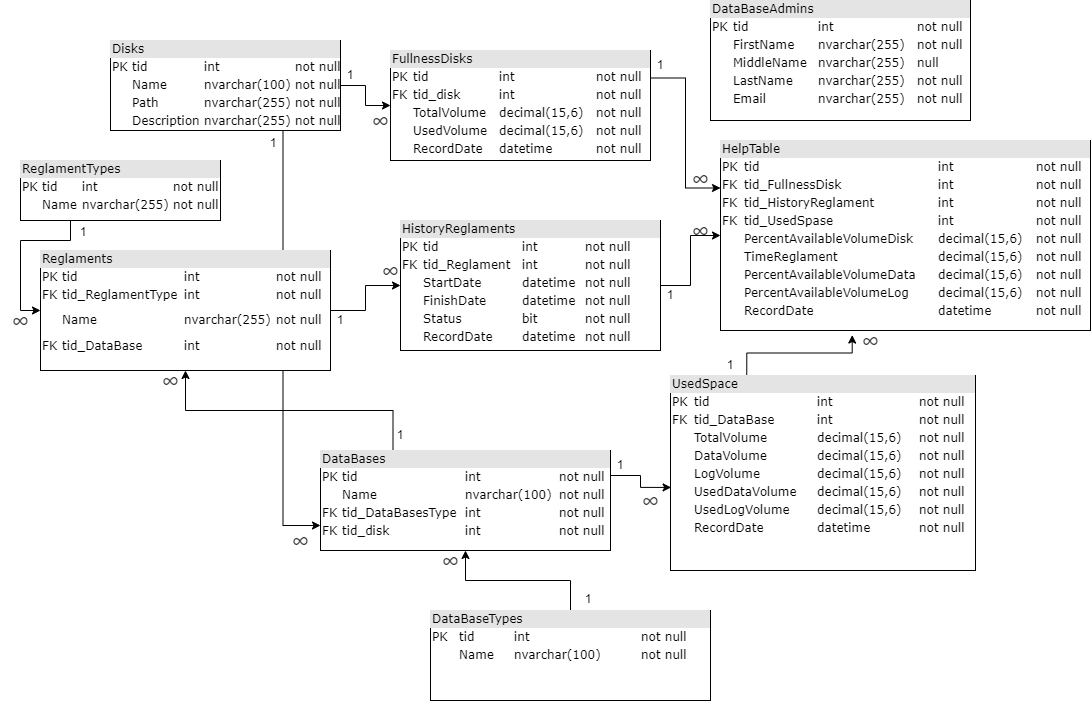 DataBaseAdmins
PK tid int not null
FirstName nvarchar(255) not null
MiddleName nvarchar(255) null
LastName nvarchar(255) not null
Email nvarchar(255) not null
Disks
PK tid int not null
Name nvarchar(100) not null
Path nvarchar(255) not null
Description nvarchar(255) not null
1
∞
1
FullnessDisks
PK tid int not null
FK tid_disk int not null
TotalVolume decimal(15,6) not null
UsedVolume decimal(15,6) not null
RecordDate datetime not null
1
∞
HelpTable
PK tid int not null
FK tid_FullnessDisk int not null
FK tid_HistoryReglament int not null
FK tid_UsedSpase int not null
PercentAvailableVolumeDisk decimal(15,6) not null
TimeReglament decimal(15,6) not null
PercentAvailableVolumeData decimal(15,6) not null
PercentAvailableVolumeLog decimal(15,6) not null
RecordDate datetime not null
∞
ReglamentTypes
PK tid int not null
Name nvarchar(255) not null
1
∞
Reglaments
PK tid int not null
FK tid_ReglamentType int not null
Name nvarchar(255) not null
FK tid_DataBase int not null
1
∞
HistoryReglaments
PK tid int not null
FK tid_Reglament int not null
StartDate datetime not null
FinishDate datetime not null
Status bit not null
RecordDate datetime not null
1
∞
1
∞
1
DataBases
PK tid int not null
Name nvarchar(100) not null
FK tid_DataBasesType int not null
FK tid_disk int not null
∞
1
∞
UsedSpace
PK tid int not null
FK tid_DataBase int not null
TotalVolume decimal(15,6) not null
DataVolume decimal(15,6) not null
LogVolume decimal(15,6) not null
UsedDataVolume decimal(15,6) not null
UsedLogVolume decimal(15,6) not null
RecordDate datetime not null
∞
1
DataBaseTypes
PK tid int not null
Name nvarchar(100) not null